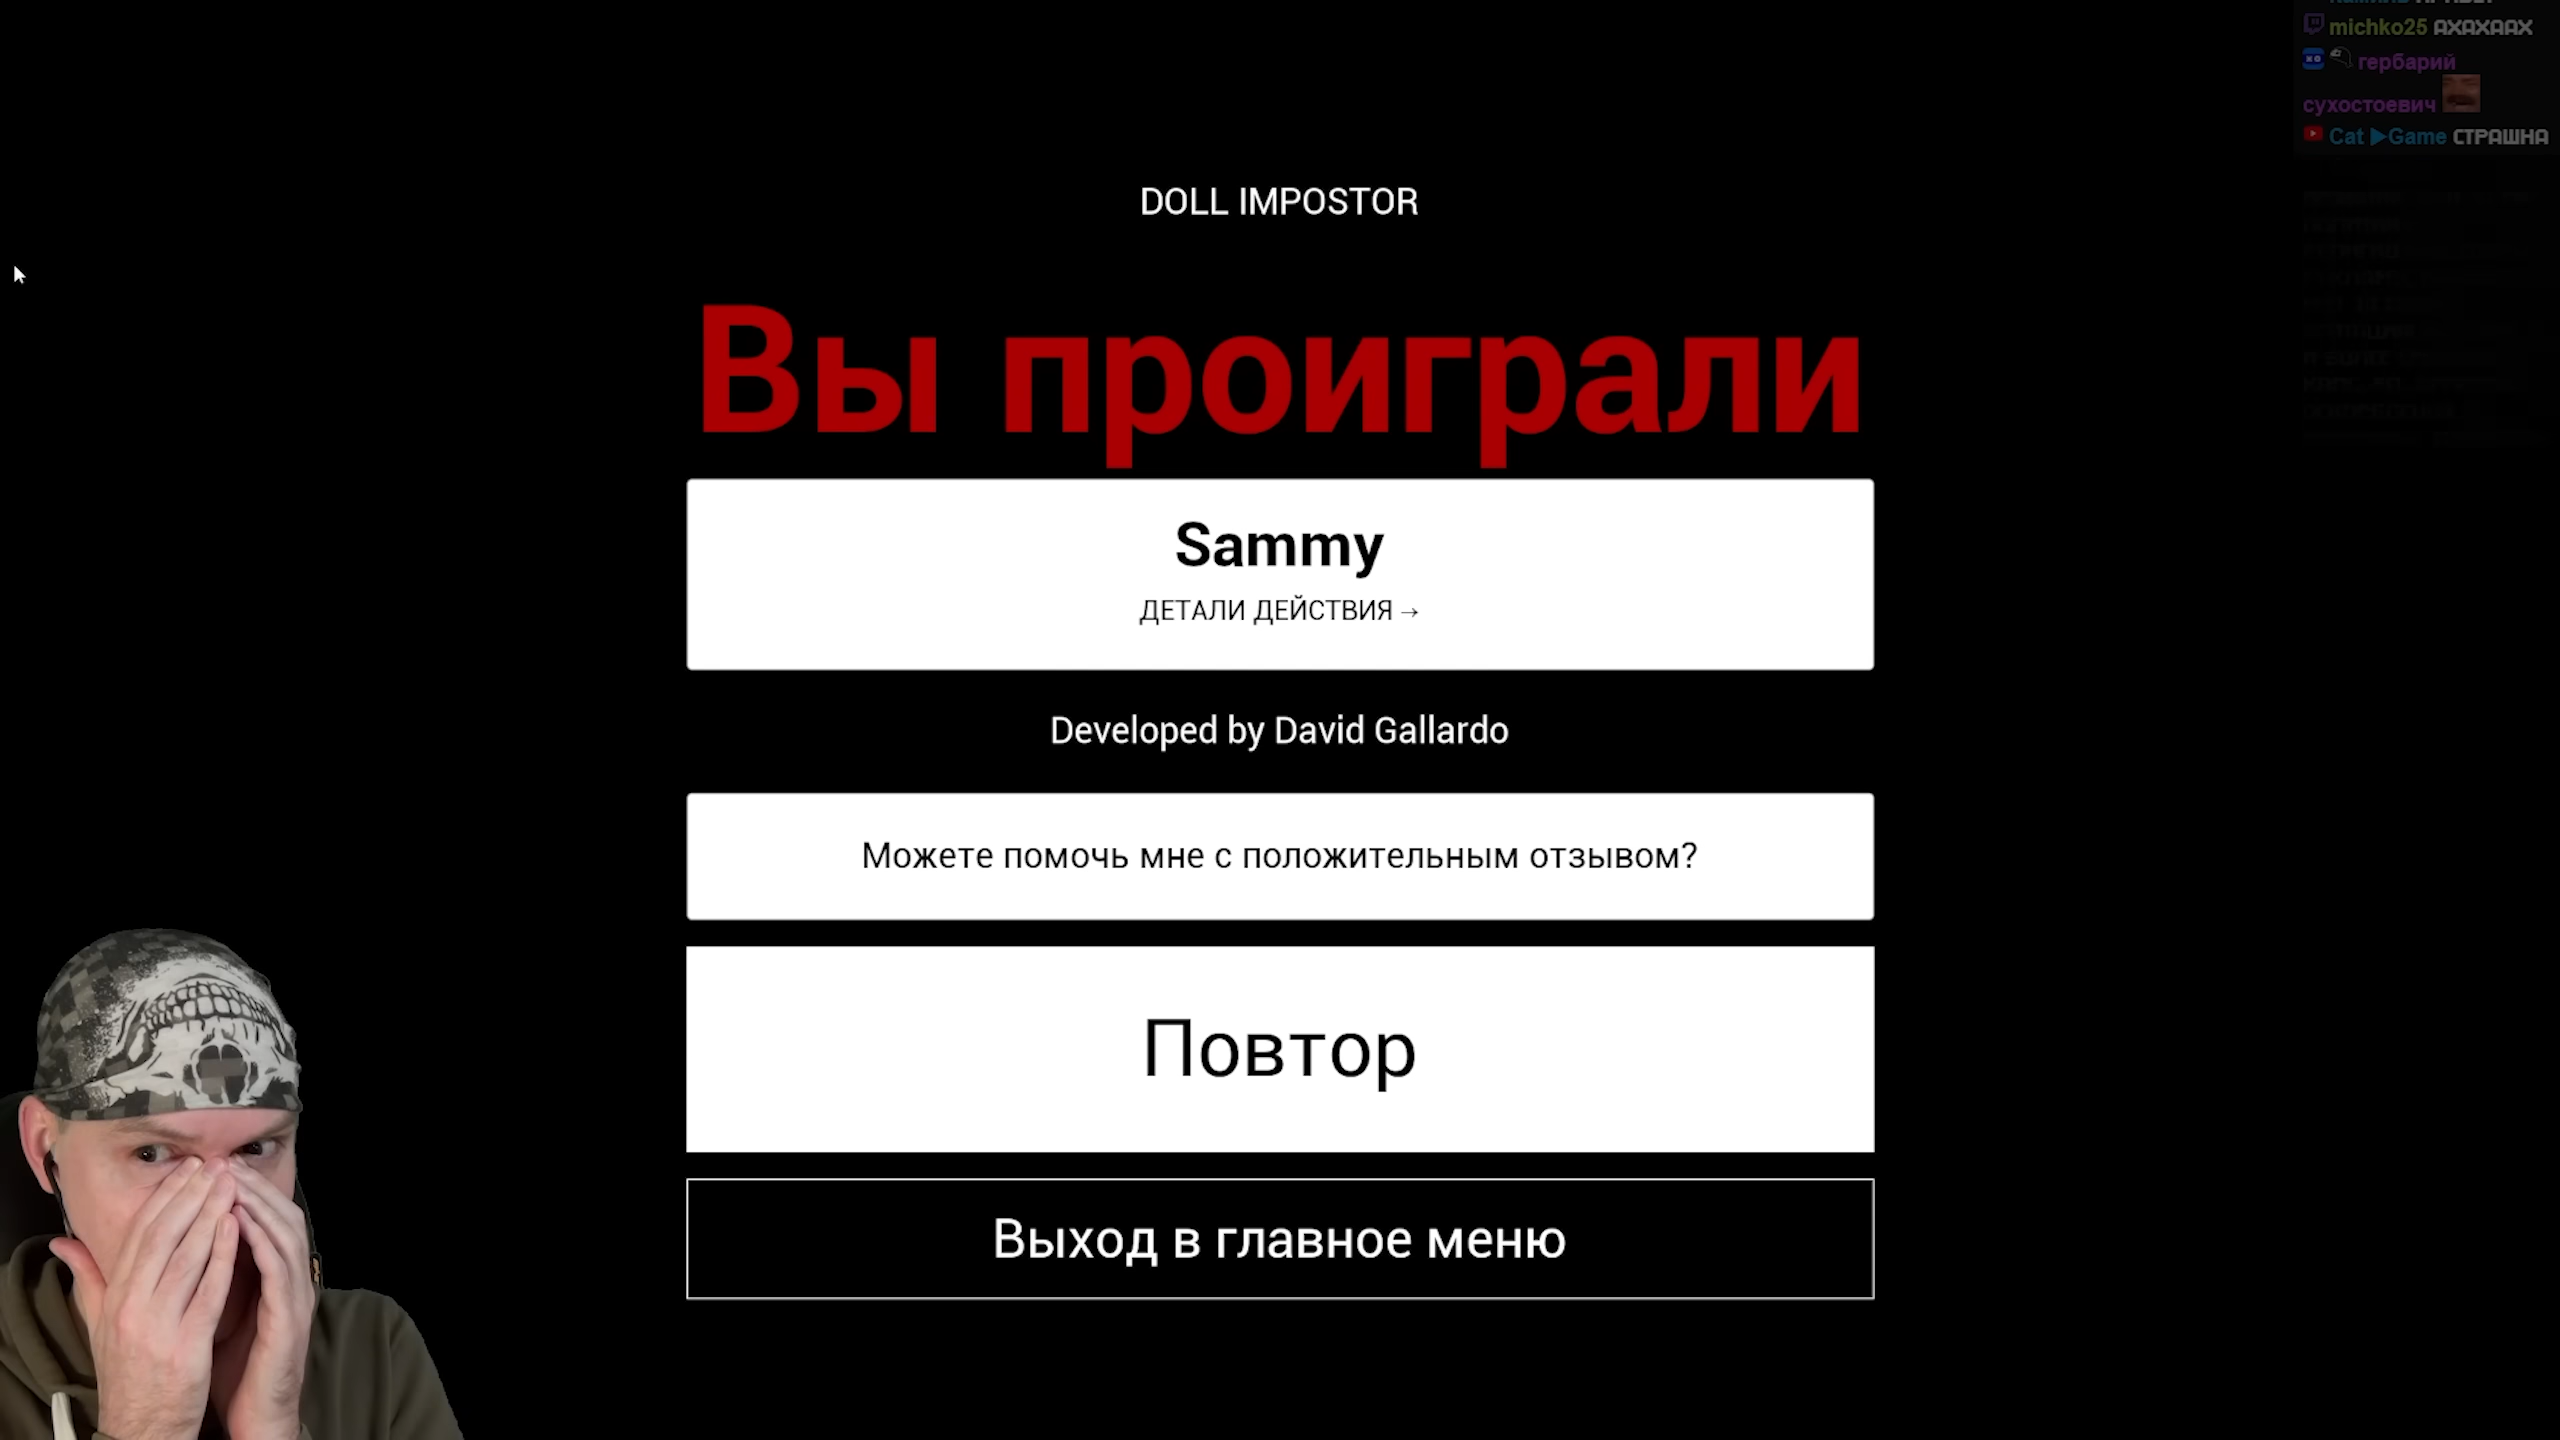 michko25 АХАХААХ
гербарий
сухостоевич
Cat ▶Game СТРАШНА
DOLL IMPOSTOR
Вы проиграли
Sammy
ДЕТАЛИ ДЕЙСТВИЯ →
Developed by David Gallardo
Можете помочь мне с положительным отзывом?
Повтор
Выход в главное меню